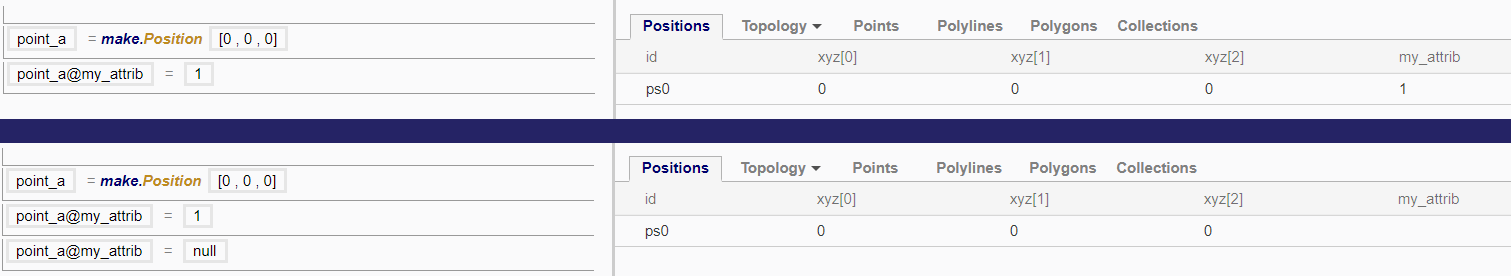 point_a = make.Position [0 , 0 , 0]
point_a@my_attrib = 1
Positions Topology Points Polylines Polygons Collections
id xyz[0] xyz[1] xyz[2] my_attrib
ps0 0 0 0 1
point_a = make.Position [0 , 0 , 0]
point_a@my_attrib = 1
point_a@my_attrib = null
Positions Topology Points Polylines Polygons Collections
id xyz[0] xyz[1] xyz[2] my_attrib
ps0 0 0 0